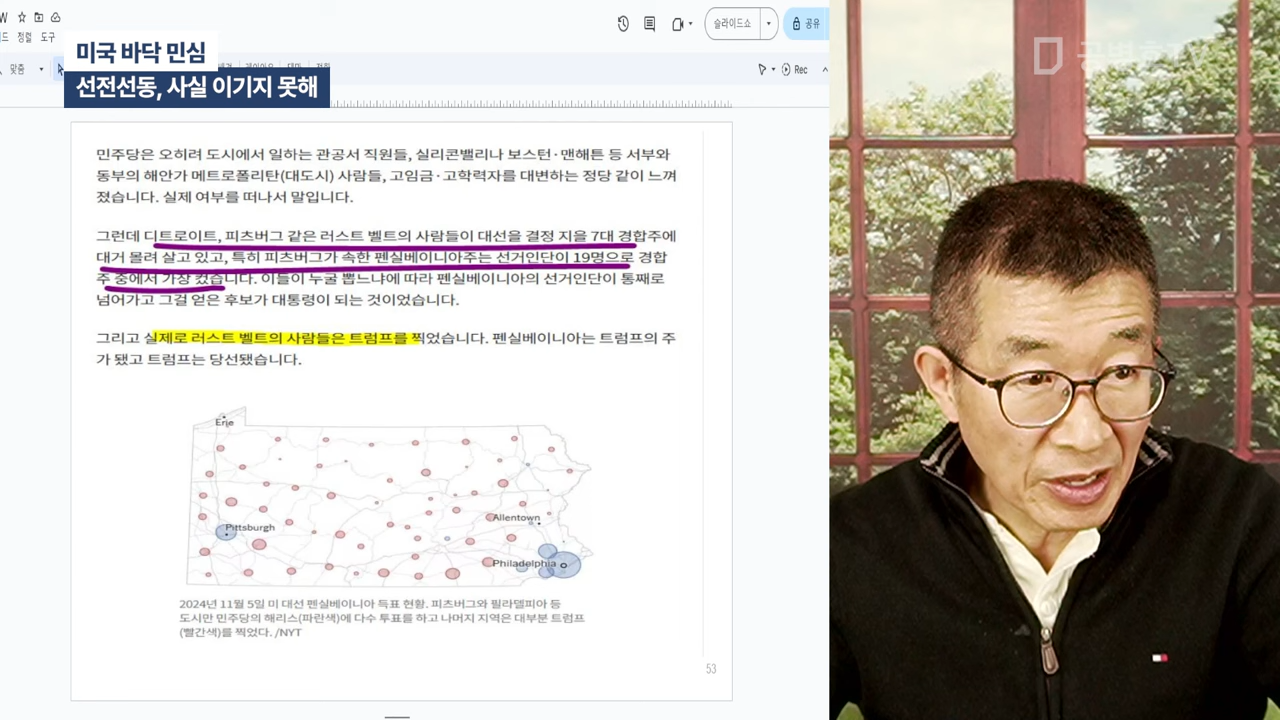 슬라이드쇼
공유
정렬 도구
맞춤
Rec
미국 바닥 민심
선전선동, 사실 이기지 못해
공병호TV
민주당은 오히려 도시에서 일하는 관공서 직원들, 실리콘밸리나 보스턴·맨해튼 등 서부와
동부의 해안가 메트로폴리탄(대도시) 사람들, 고임금·고학력자를 대변하는 정당 같이 느껴
졌습니다. 실제 여부를 떠나서 말입니다.
그런데 디트로이트, 피츠버그 같은 러스트 벨트의 사람들이 대선을 결정 지을 7대 경합주에
대거 몰려 살고 있고, 특히 피츠버그가 속한 펜실베이니아주는 선거인단이 19명으로 경합
주 중에서 가장 컸습니다. 이들이 누굴 뽑느냐에 따라 펜실베이니아의 선거인단이 통째로
넘어가고 그걸 얻은 후보가 대통령이 되는 것이었습니다.
그리고 실제로 러스트 벨트의 사람들은 트럼프를 찍었습니다. 펜실베이니아는 트럼프의 주
가 됐고 트럼프는 당선됐습니다.
Erie
Pittsburgh
Allentown
Philadelphia
2024년 11월 5일 미 대선 펜실베이니아 득표 현황. 피츠버그와 필라델피아 등
도시만 민주당의 해리스(파란색)에 다수 투표를 하고 나머지 지역은 대부분 트럼프
(빨간색)를 찍었다. /NYT
53